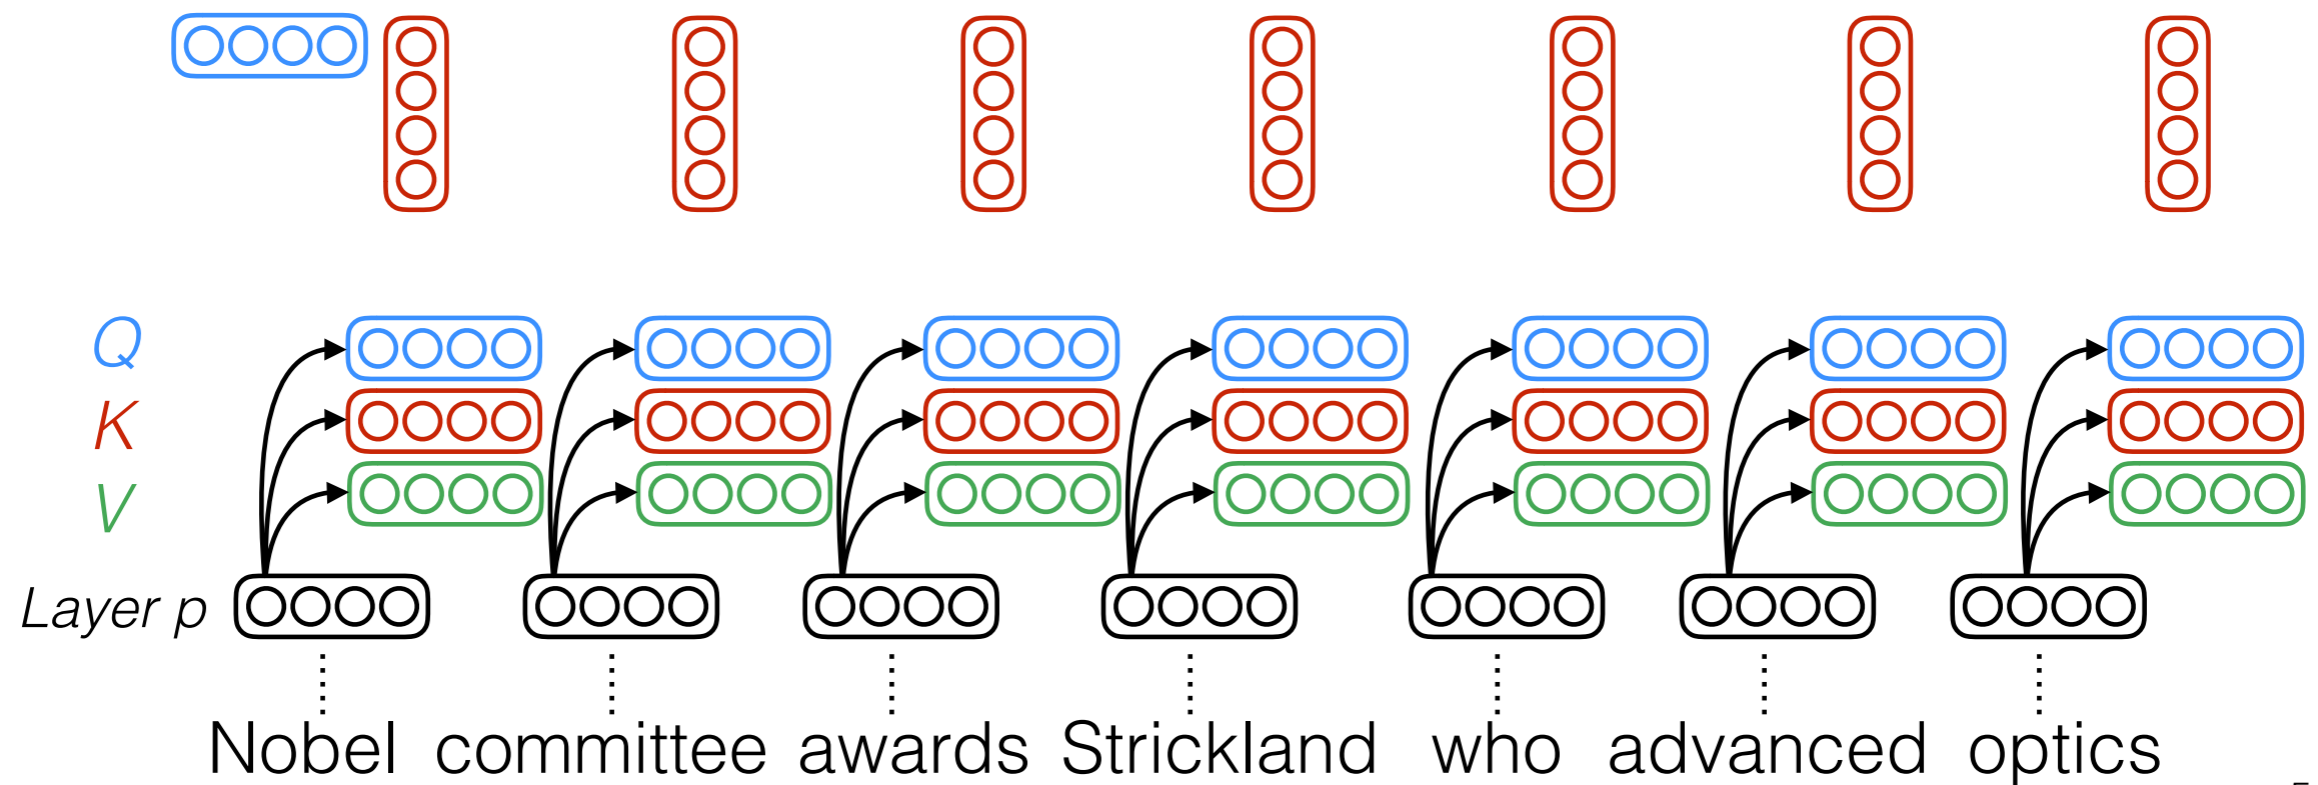 Q
K
V
Layer p
Nobel committee awards Strickland who advanced optics